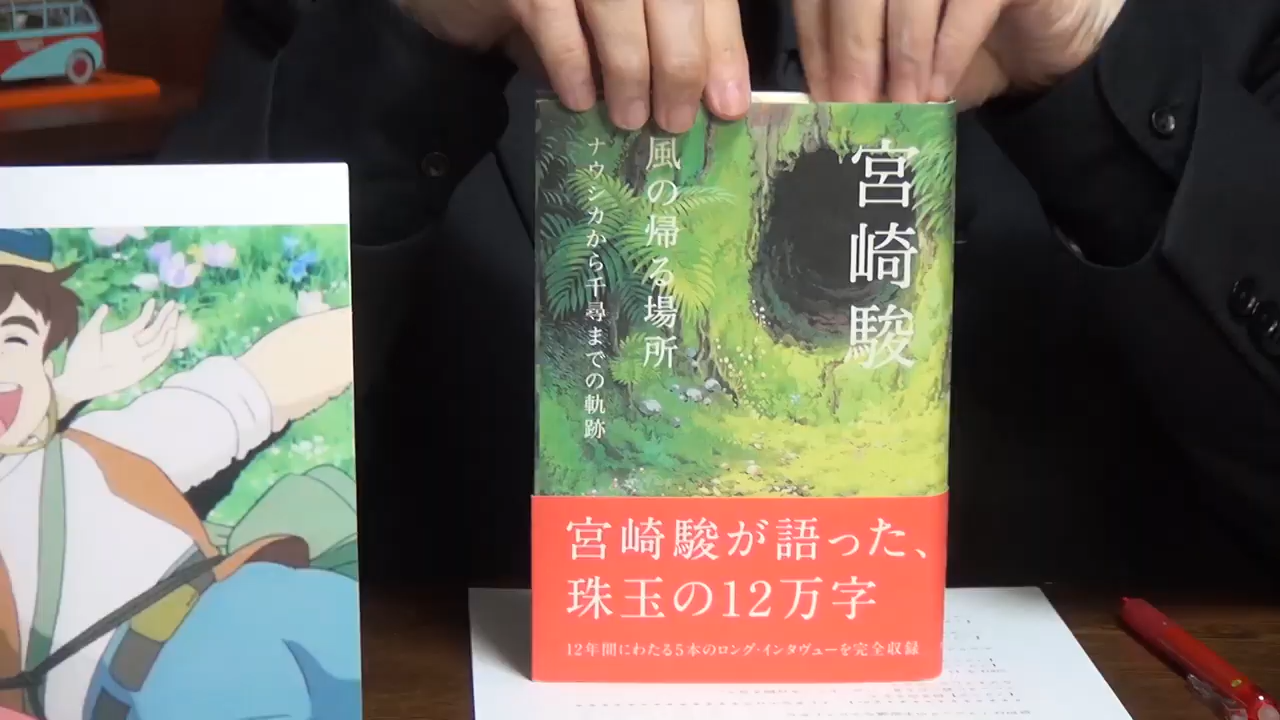 宮崎駿
風の帰る場所
ナウシカから千尋までの軌跡
宮崎駿が語った、
珠玉の12万字
12年間にわたる5本のロング・インタヴューを完全収録